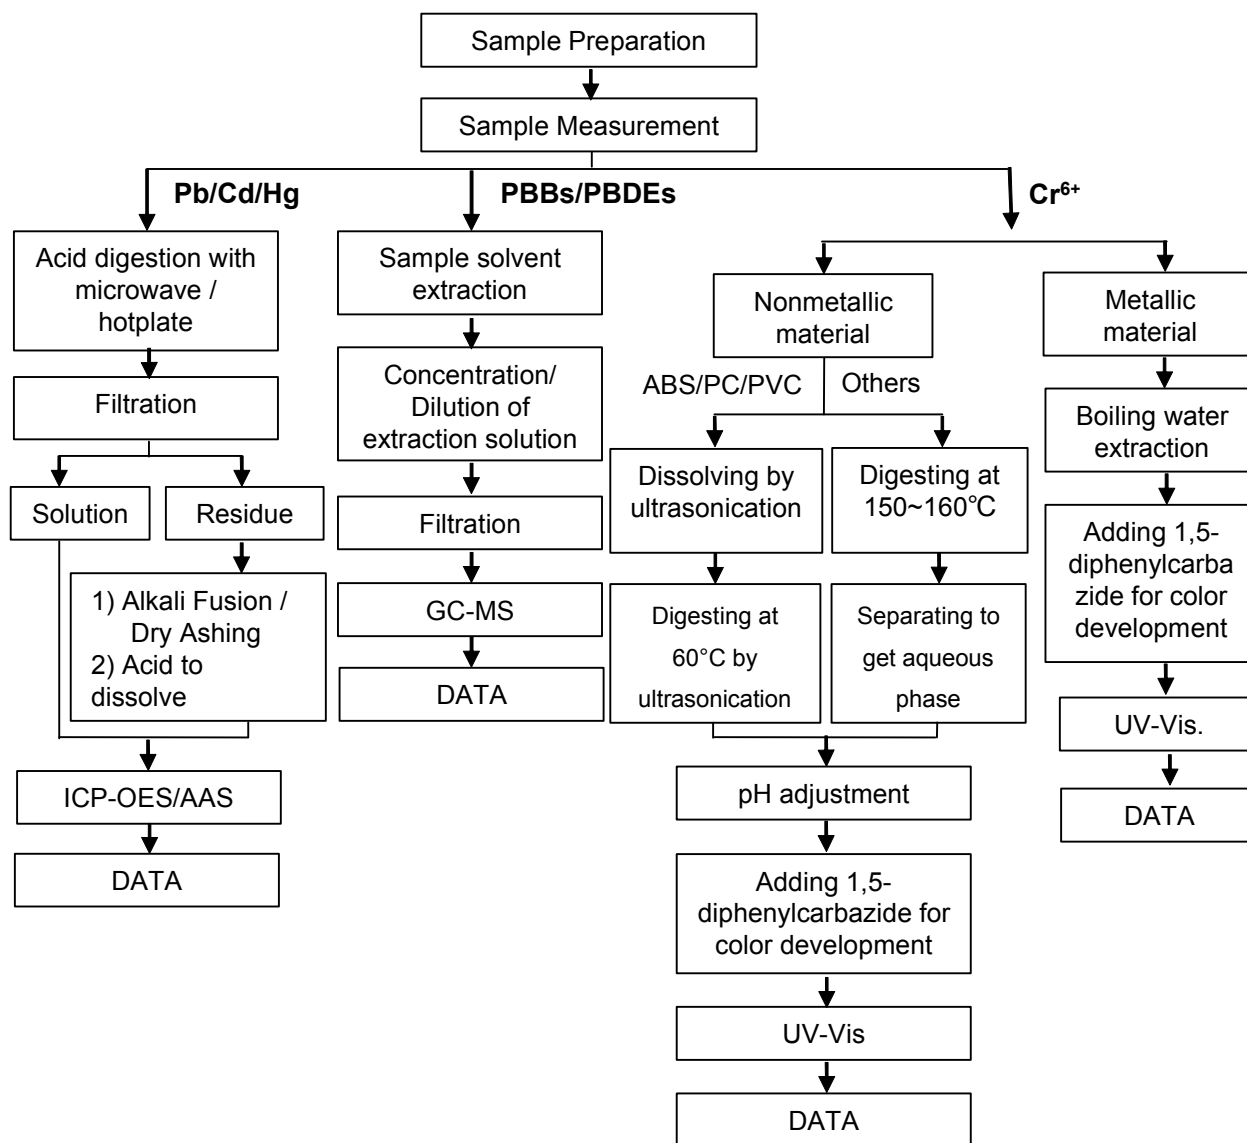 Sample Preparation
Sample Measurement
Pb/Cd/Hg
PBBs/PBDEs
Cr⁶⁺
Acid digestion with
microwave /
hotplate
Filtration
Solution
Residue
1) Alkali Fusion /
Dry Ashing
2) Acid to
dissolve
ICP-OES/AAS
DATA
Sample solvent
extraction
Concentration/
Dilution of
extraction solution
Filtration
GC-MS
DATA
Nonmetallic
material
ABS/PC/PVC
Others
Dissolving by
ultrasonication
Digesting at
60°C by
ultrasonication
Digesting at
150~160℃
Separating to
get aqueous
phase
pH adjustment
Adding 1,5-
diphenylcarbazide for
color development
UV-Vis
DATA
Metallic
material
Boiling water
extraction
Adding 1,5-
diphenylcarba
zide for color
development
UV-Vis.
DATA